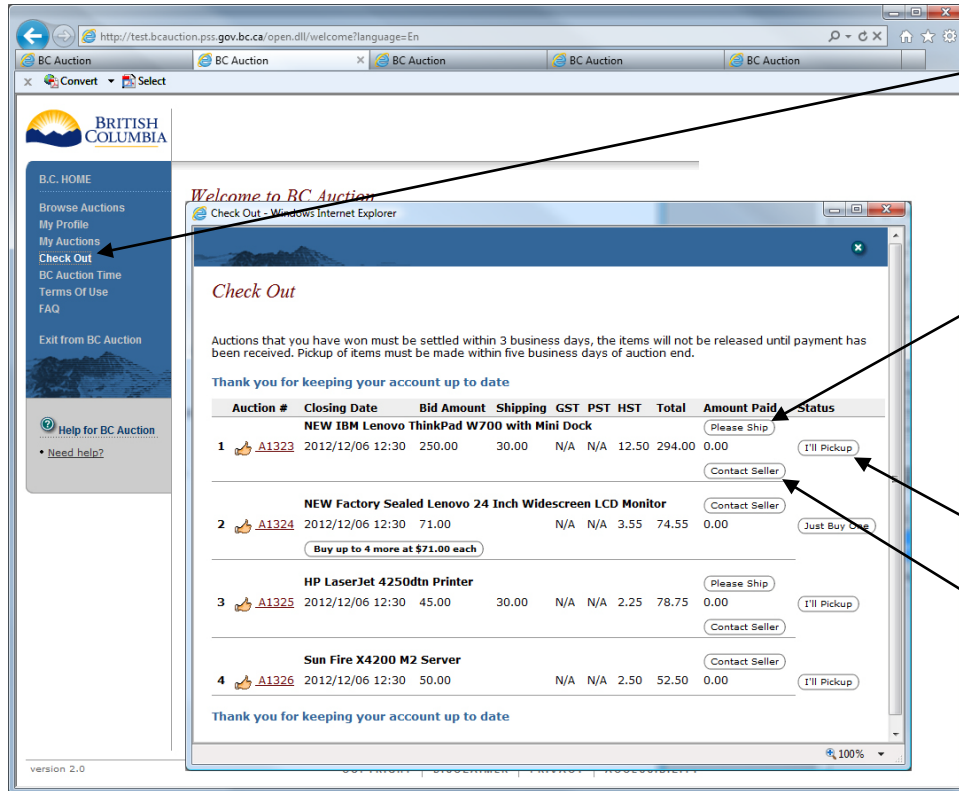 http://test.bcauction.pss.gov.bc.ca/open.dll/welcome?language=En
BC Auction BC Auction BC Auction BC Auction BC Auction
x Convert Select
BRITISH
COLUMBIA
B.C. HOME
Browse Auctions
My Profile
My Auctions
Check Out
BC Auction Time
Terms Of Use
FAQ
Exit from BC Auction
Help for BC Auction
• Need help?
version 2.0
Welcome to BC Auction
Check Out - Windows Internet Explorer
Check Out
Auctions that you have won must be settled within 3 business days, the items will not be released until payment has
been received. Pickup of items must be made within five business days of auction end.
Thank you for keeping your account up to date
Auction # Closing Date Bid Amount Shipping GST PST HST Total Amount Paid Status
NEW IBM Lenovo ThinkPad W700 with Mini Dock Please Ship
1 A1323 2012/12/06 12:30 250.00 30.00 N/A N/A 12.50 294.00 0.00 I'll Pickup
Contact Seller
NEW Factory Sealed Lenovo 24 Inch Widescreen LCD Monitor Contact Seller
2 A1324 2012/12/06 12:30 71.00 N/A N/A 3.55 74.55 0.00 Just Buy One
Buy up to 4 more at $71.00 each
HP LaserJet 4250dtn Printer Please Ship
3 A1325 2012/12/06 12:30 45.00 30.00 N/A N/A 2.25 78.75 0.00 I'll Pickup
Contact Seller
Sun Fire X4200 M2 Server Contact Seller
4 A1326 2012/12/06 12:30 50.00 N/A N/A 2.50 52.50 0.00 I'll Pickup
Thank you for keeping your account up to date
100%